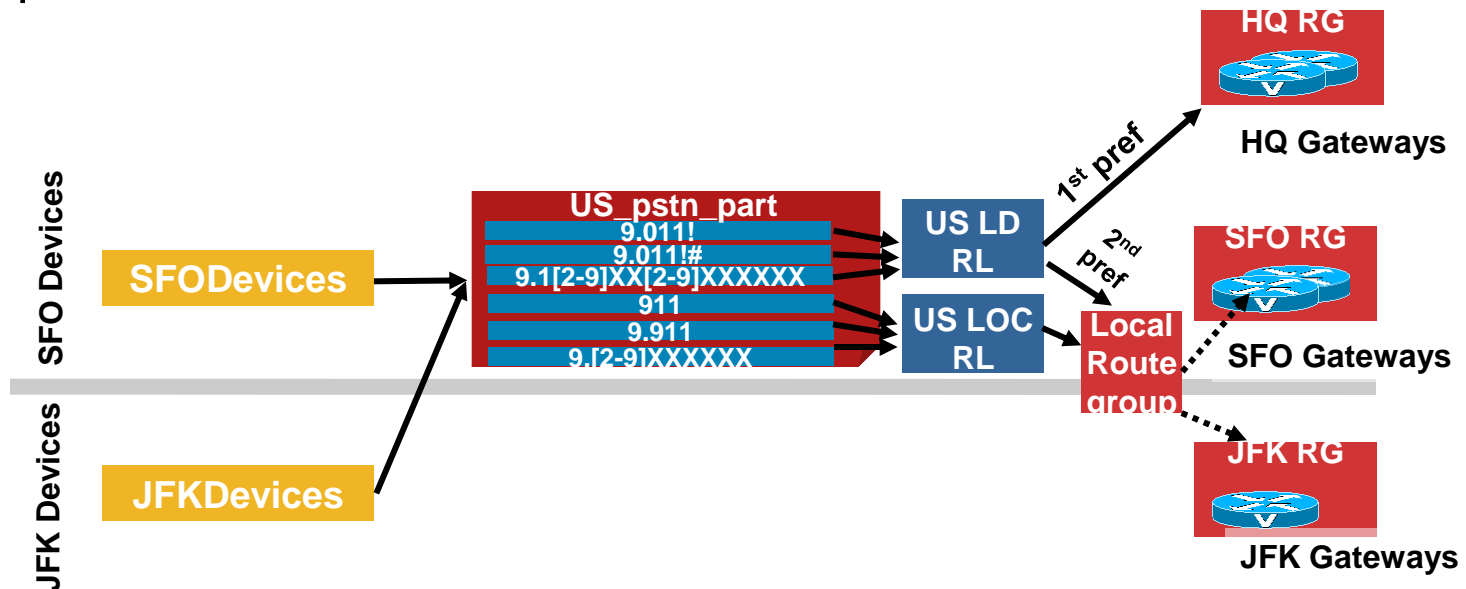 SFO Devices
JFK Devices
SFODevices
JFKDevices
US_pstn_part
9.011!
9.011!#
9.1[2-9]XX[2-9]XXXXXX
911
9.911
9.[2-9]XXXXXX
US LD
RL
US LOC
RL
1st pref
2nd
pref
Local
Route
group
HQ RG
V
HQ Gateways
SFO RG
V
SFO Gateways
JFK RG
V
JFK Gateways